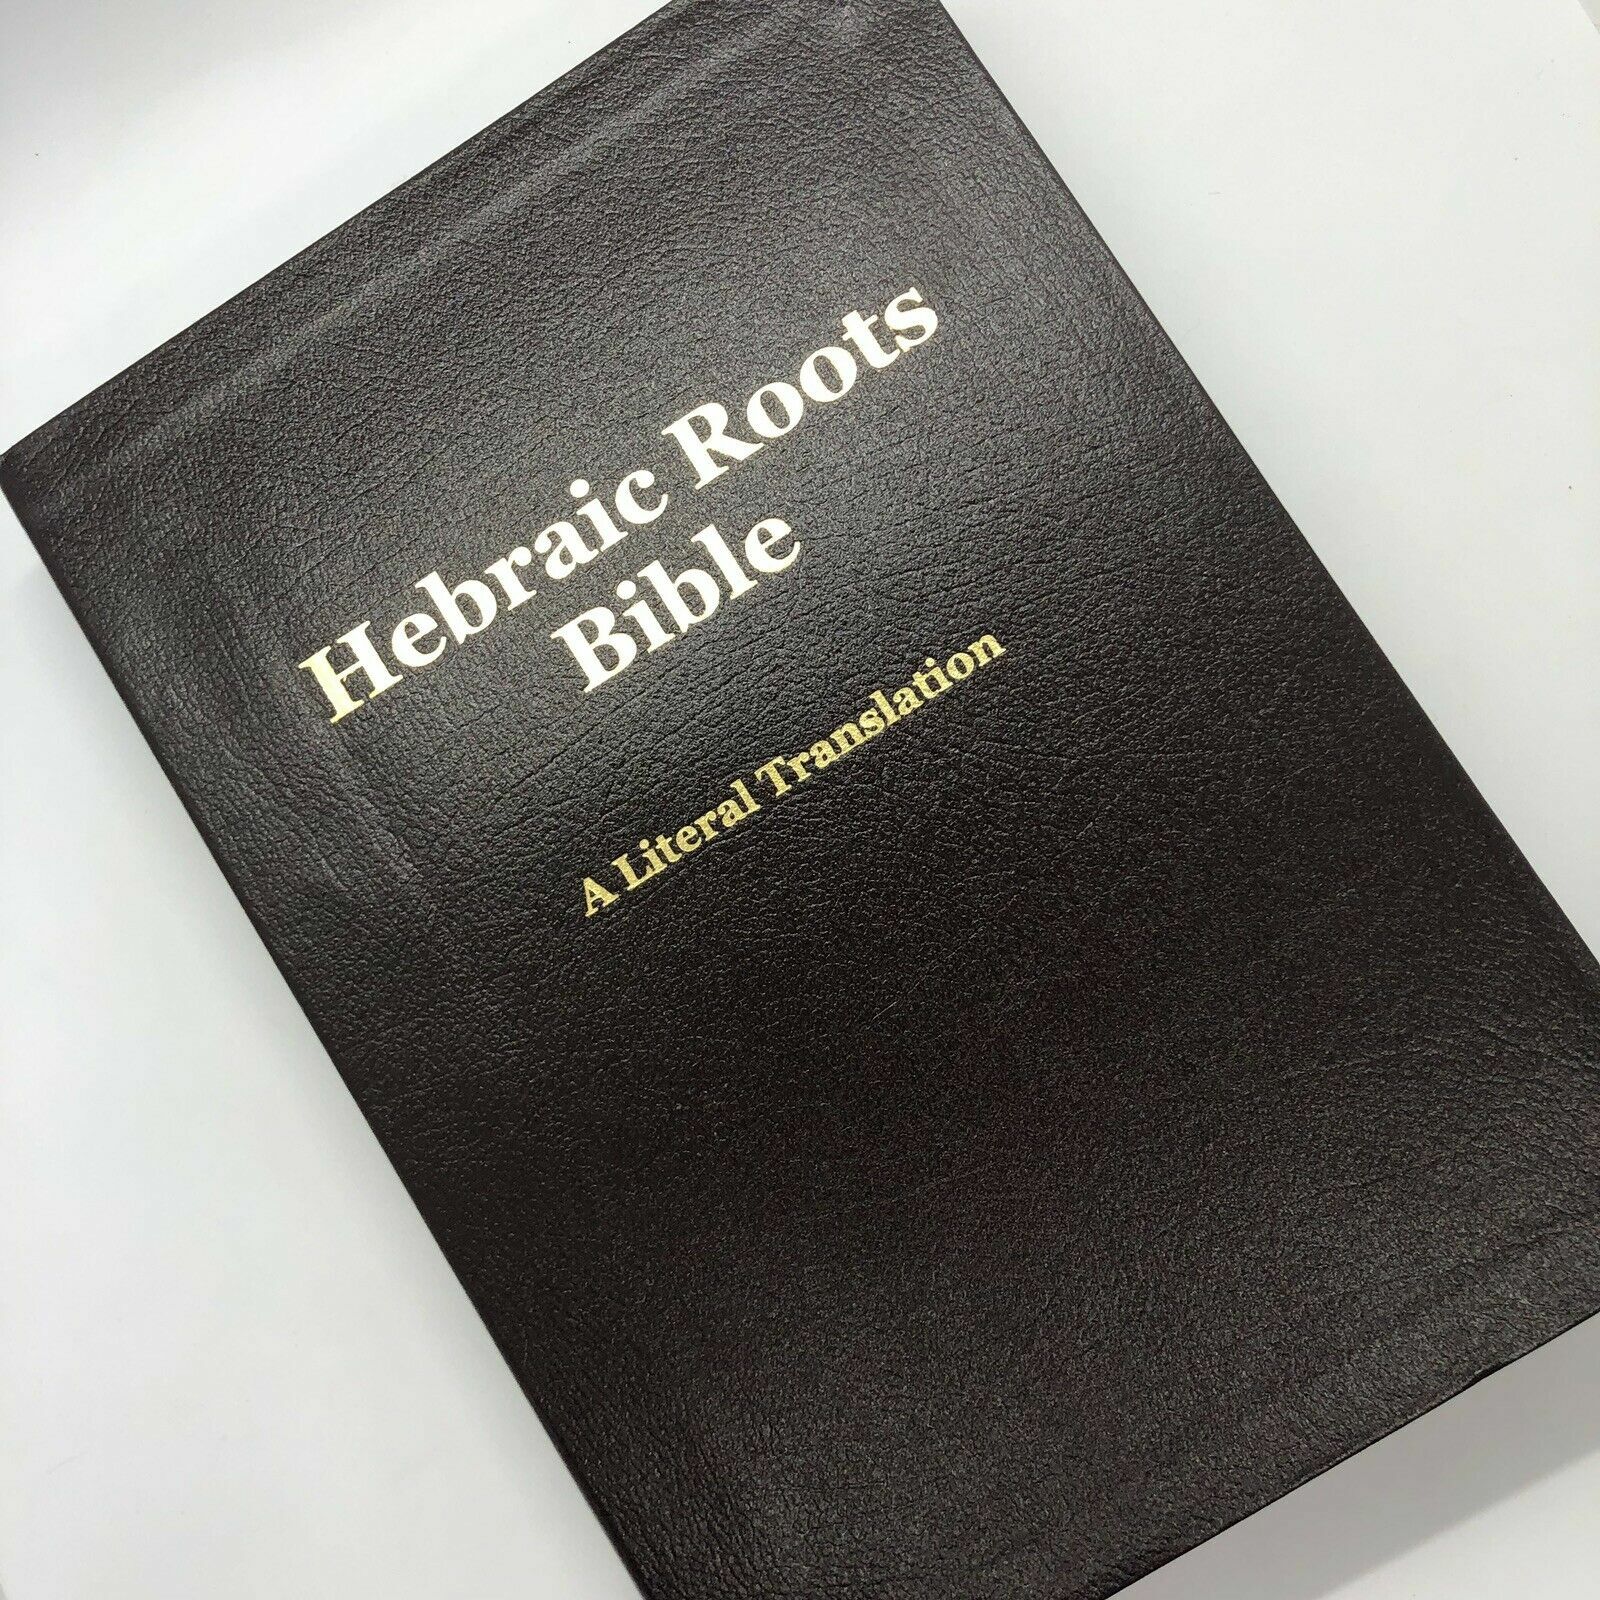 Hebraic Roots
Bible
A Literal Translation